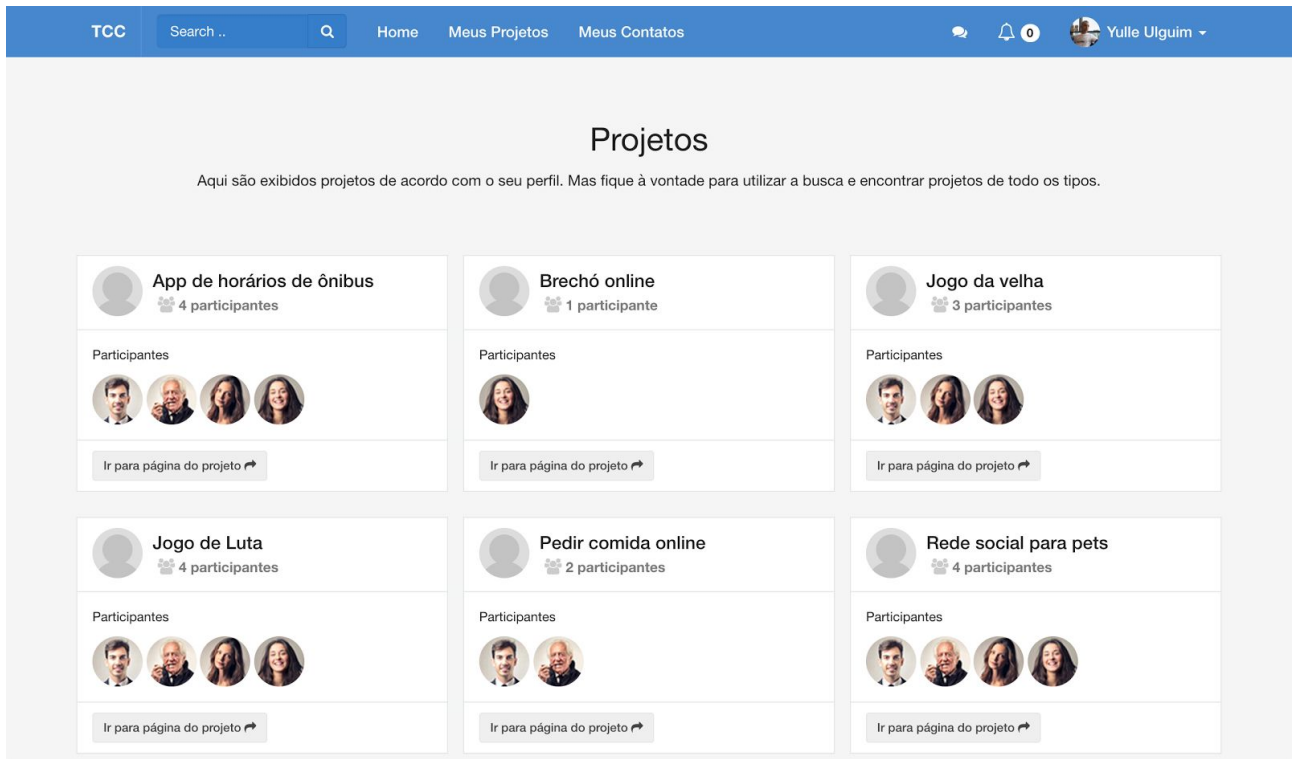 TCC Search .. Home Meus Projetos Meus Contatos 0 Yulle Ulguim
Projetos
Aqui são exibidos projetos de acordo com o seu perfil. Mas fique à vontade para utilizar a busca e encontrar projetos de todo os tipos.
App de horários de ônibus
4 participantes
Participantes
Ir para página do projeto
Brechó online
1 participante
Participantes
Ir para página do projeto
Jogo da velha
3 participantes
Participantes
Ir para página do projeto
Jogo de Luta
4 participantes
Participantes
Ir para página do projeto
Pedir comida online
2 participantes
Participantes
Ir para página do projeto
Rede social para pets
4 participantes
Participantes
Ir para página do projeto